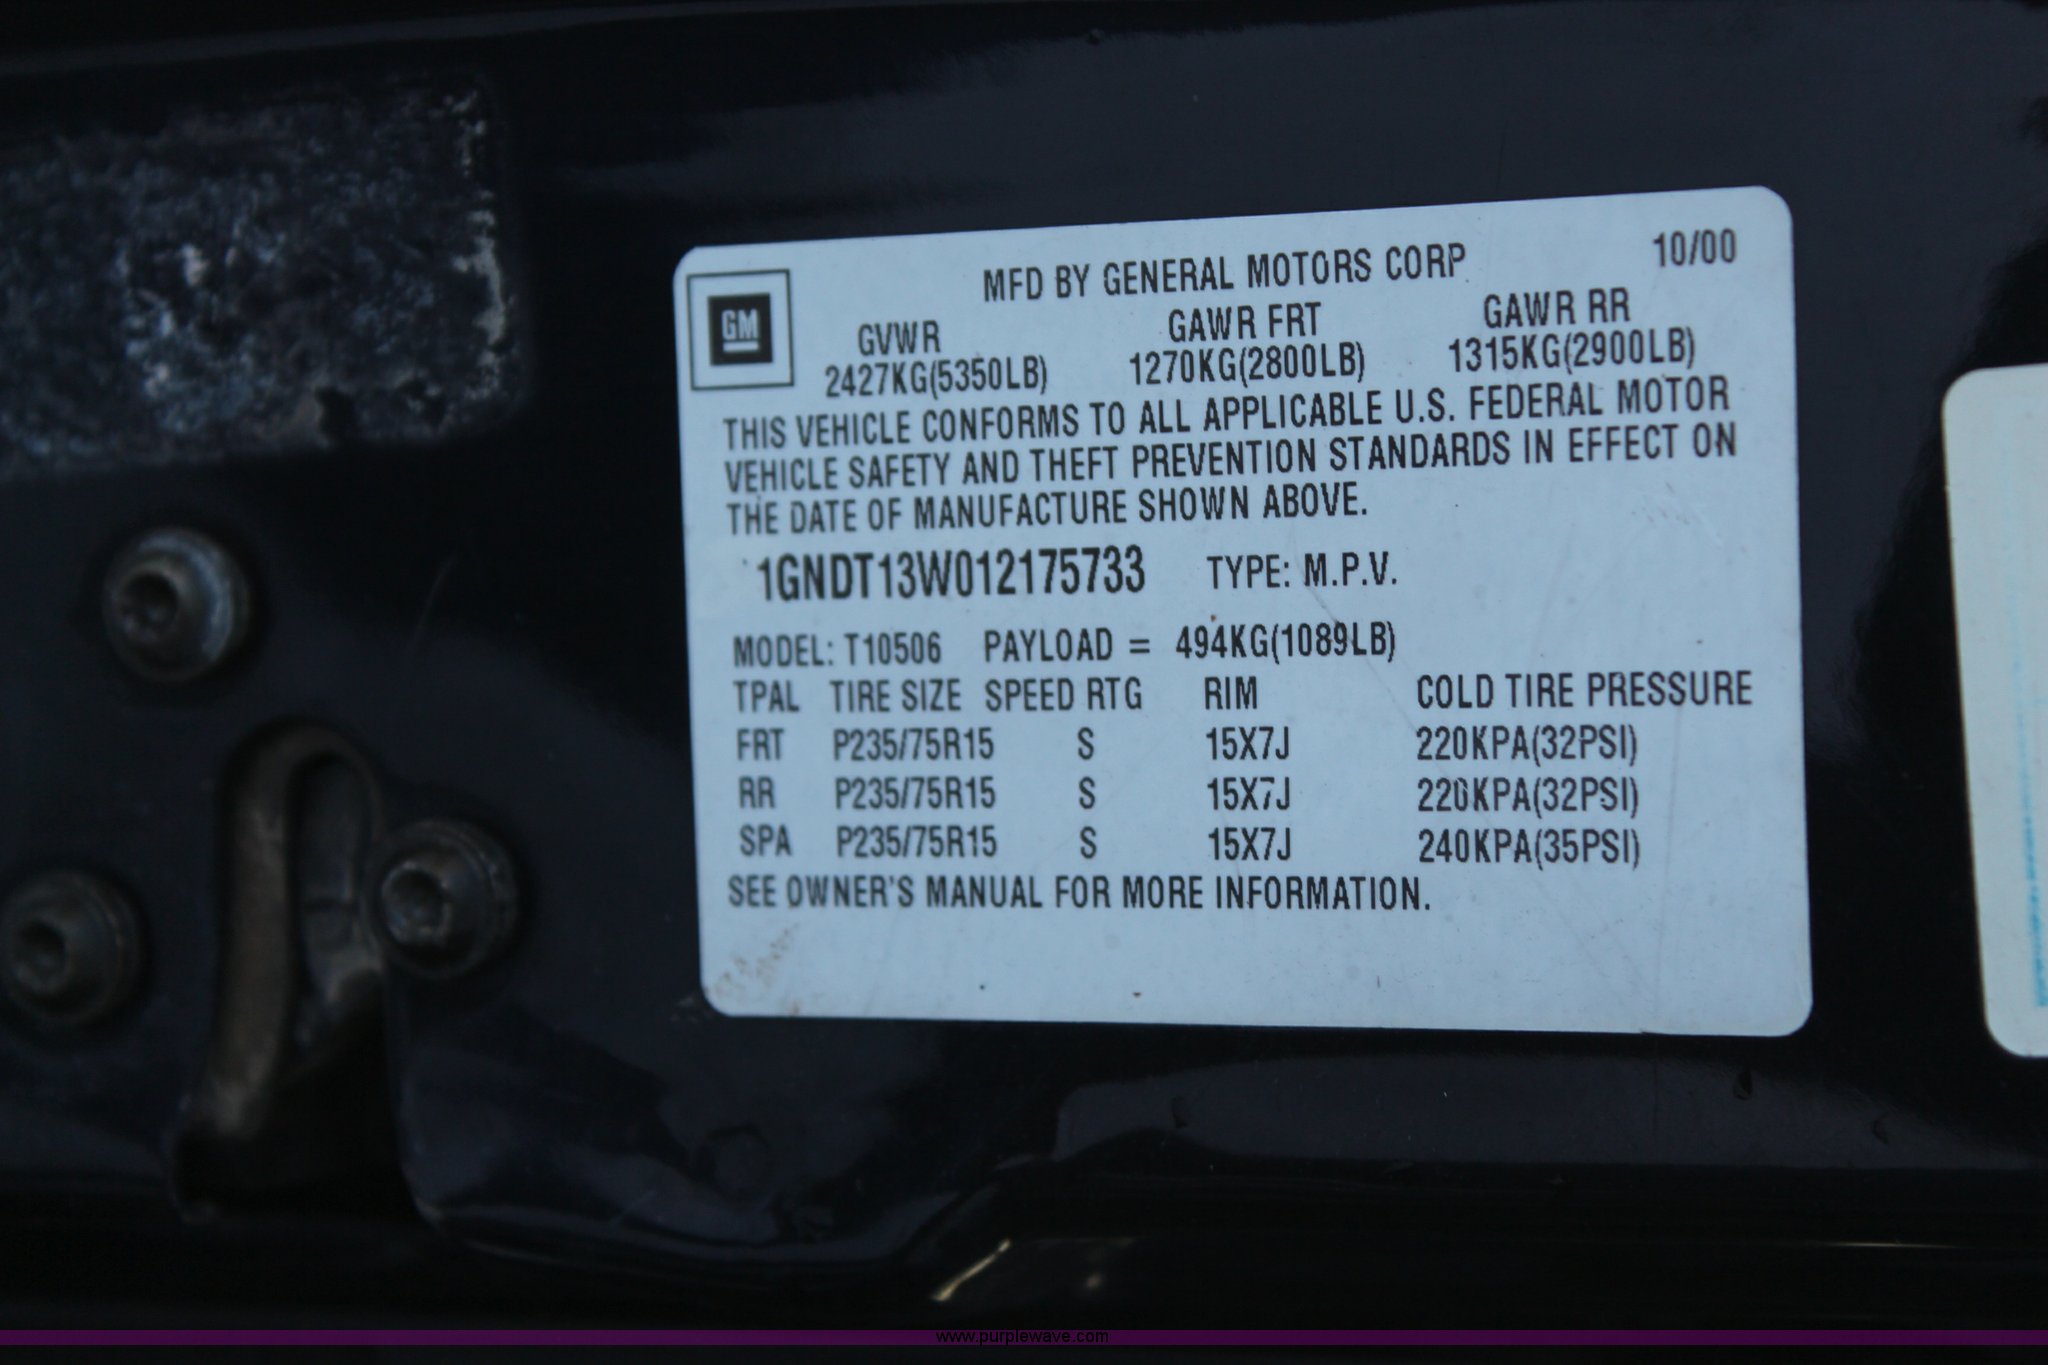 MFD BY GENERAL MOTORS CORP 10/00
GM
GVWR GAWR FRT GAWR RR
2427KG(5350LB) 1270KG(2800LB) 1315KG(2900LB)
THIS VEHICLE CONFORMS TO ALL APPLICABLE U.S. FEDERAL MOTOR
VEHICLE SAFETY AND THEFT PREVENTION STANDARDS IN EFFECT ON
THE DATE OF MANUFACTURE SHOWN ABOVE.
1GNDT13W012175733 TYPE: M.P.V.
MODEL: T10506 PAYLOAD = 494KG(1089LB)
TPAL TIRE SIZE SPEED RTG RIM COLD TIRE PRESSURE
FRT P235/75R15 S 15X7J 220KPA(32PSI)
RR P235/75R15 S 15X7J 220KPA(32PSI)
SPA P235/75R15 S 15X7J 240KPA(35PSI)
SEE OWNER'S MANUAL FOR MORE INFORMATION.
www.purplewave.com